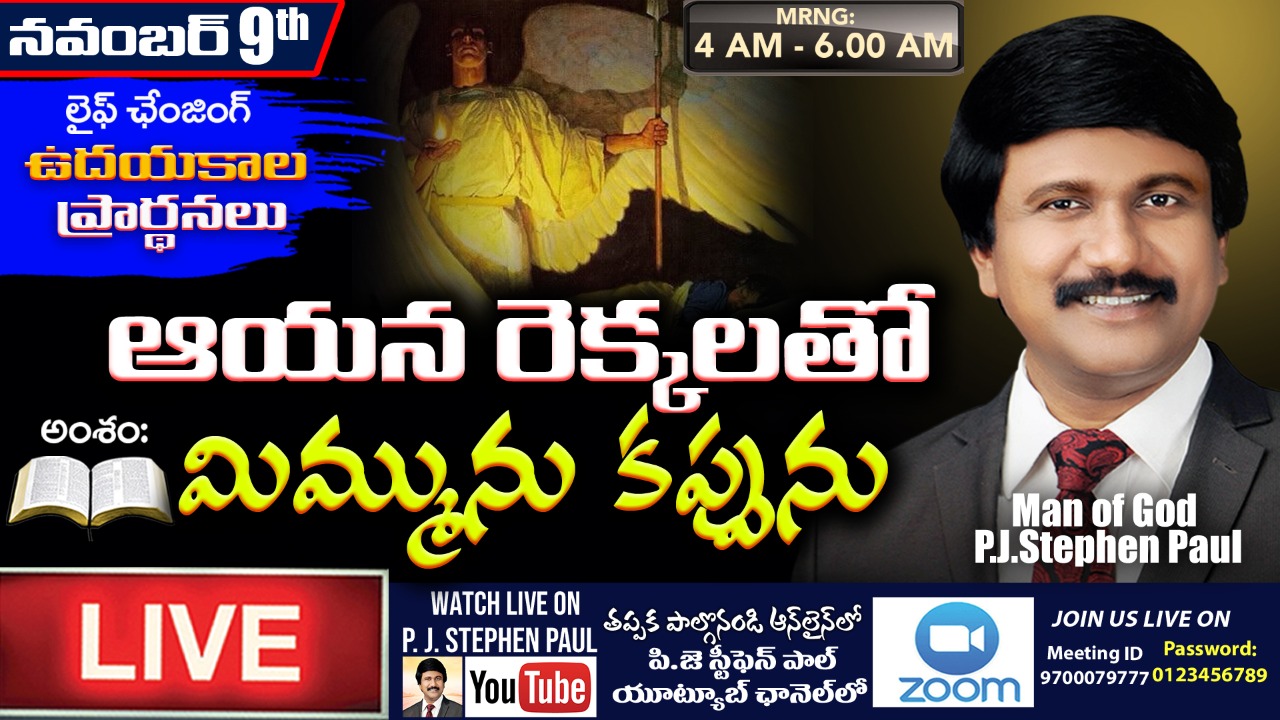 నవంబర్ 9th
MRNG:
4 AM - 6.00 AM
లైఫ్ ఛేంజింగ్
ఉదయకాల
ప్రార్థనలు
ఆయన రెక్కలతో
అంశం:
మిమ్మును కప్పును
Man of God
P.J.Stephen Paul
LIVE
WATCH LIVE ON
P. J. STEPHEN PAUL
YouTube
తప్పక పాల్గొనండి ఆన్‌లైన్‌లో
పి.జె స్టీఫెన్ పాల్
యూట్యూబ్ ఛానెల్‌లో
zoom
JOIN US LIVE ON
Meeting ID Password:
9700079777 0123456789